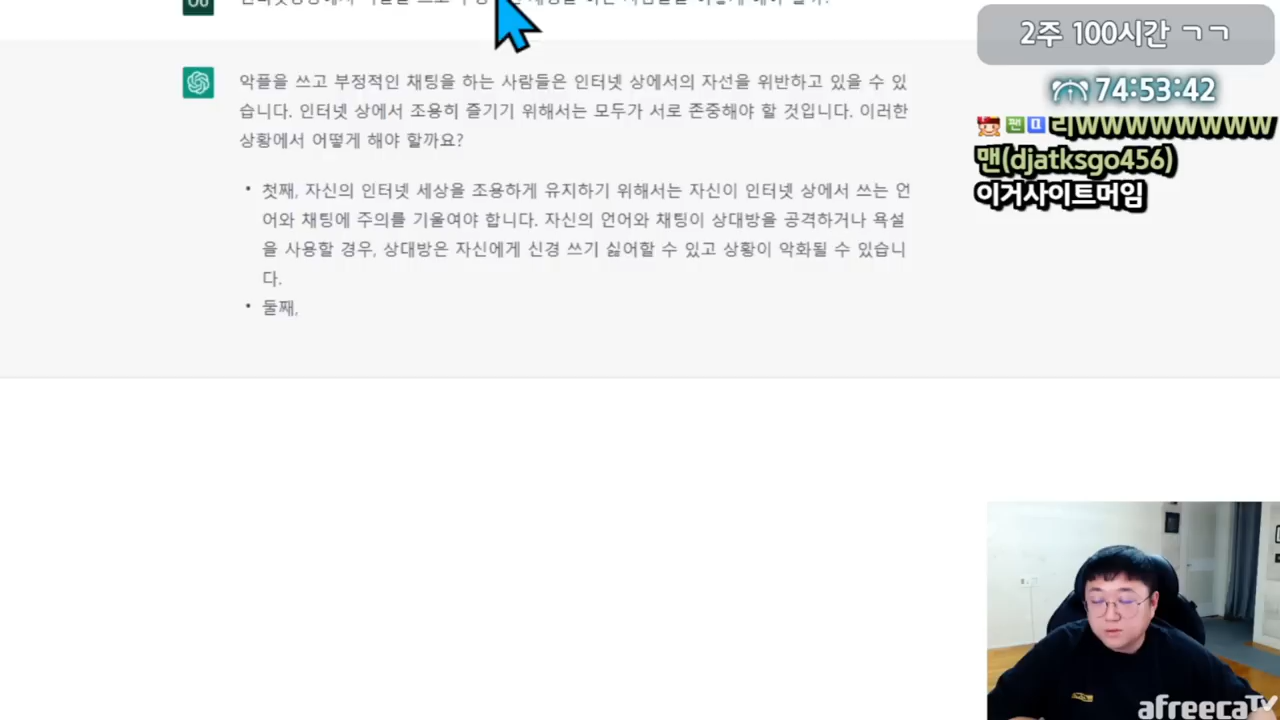 악플을 쓰고 부정적인 채팅을 하는 사람들은 인터넷 상에서의 자선을 위반하고 있을 수 있
습니다. 인터넷 상에서 조용히 즐기기 위해서는 모두가 서로 존중해야 할 것입니다. 이러한
상황에서 어떻게 해야 할까요?
• 첫째, 자신의 인터넷 세상을 조용하게 유지하기 위해서는 자신이 인터넷 상에서 쓰는 언
어와 채팅에 주의를 기울여야 합니다. 자신의 언어와 채팅이 상대방을 공격하거나 욕설
을 사용할 경우, 상대방은 자신에게 신경 쓰기 싫어할 수 있고 상황이 악화될 수 있습니
다.
• 둘째,
2주 100시간 ㄱㄱ
74:53:42
팬
맨(djatksgo456)
이거사이트머임
afreecaTV